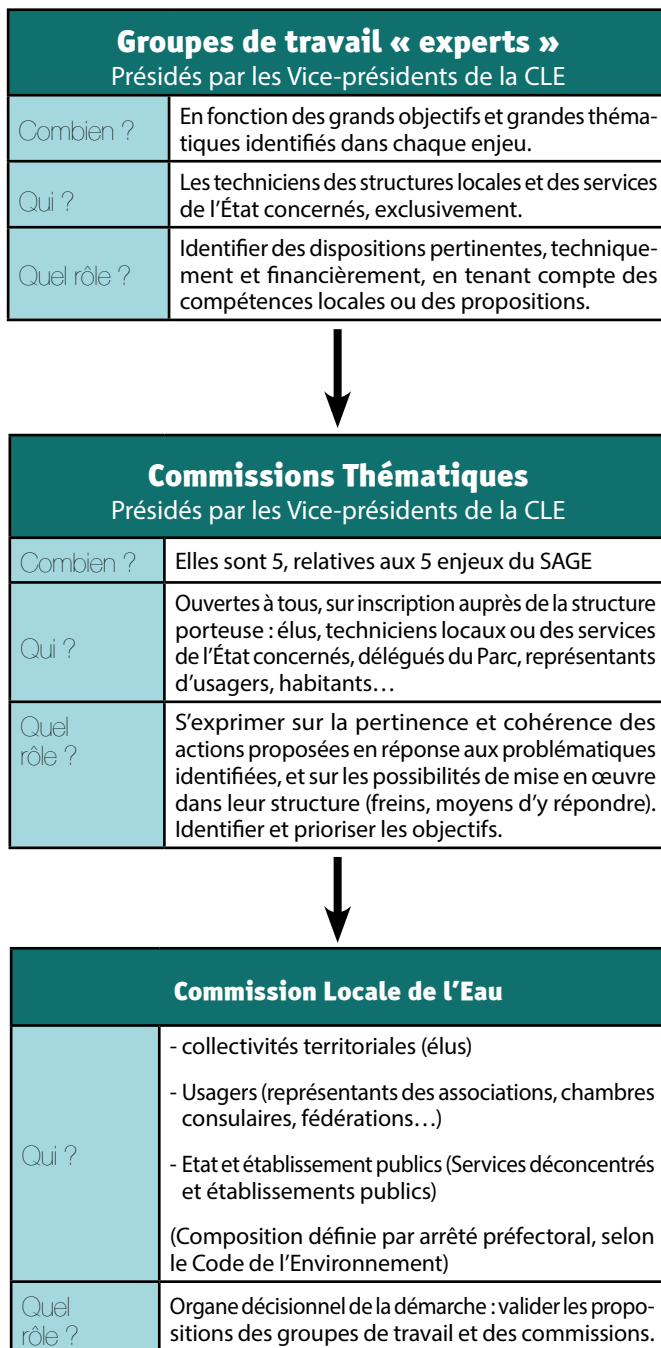 Groupes de travail « experts »
Présidés par les Vice-présidents de la CLE
Combien ?
En fonction des grands objectifs et grandes théma-
tiques identifiés dans chaque enjeu.
Qui ?
Les techniciens des structures locales et des services
de l’État concernés, exclusivement.
Quel rôle ?
Identifier des dispositions pertinentes, technique-
ment et financièrement, en tenant compte des
compétences locales ou des propositions.
Commissions Thématiques
Présidés par les Vice-présidents de la CLE
Combien ?
Elles sont 5, relatives aux 5 enjeux du SAGE
Qui ?
Ouvertes à tous, sur inscription auprès de la structure
porteuse : élus, techniciens locaux ou des services
de l’État concernés, délégués du Parc, représentants
d’usagers, habitants…
Quel
rôle ?
S’exprimer sur la pertinence et cohérence des
actions proposées en réponse aux problématiques
identifiées, et sur les possibilités de mise en œuvre
dans leur structure (freins, moyens d’y répondre).
Identifier et prioriser les objectifs.
Commission Locale de l’Eau
Qui ?
- collectivités territoriales (élus)
- Usagers (représentants des associations, chambres
consulaires, fédérations…)
- Etat et établissement publics (Services déconcentrés
et établissements publics)
(Composition définie par arrêté préfectoral, selon
le Code de l’Environnement)
Quel
rôle ?
Organe décisionnel de la démarche : valider les propo-
sitions des groupes de travail et des commissions.